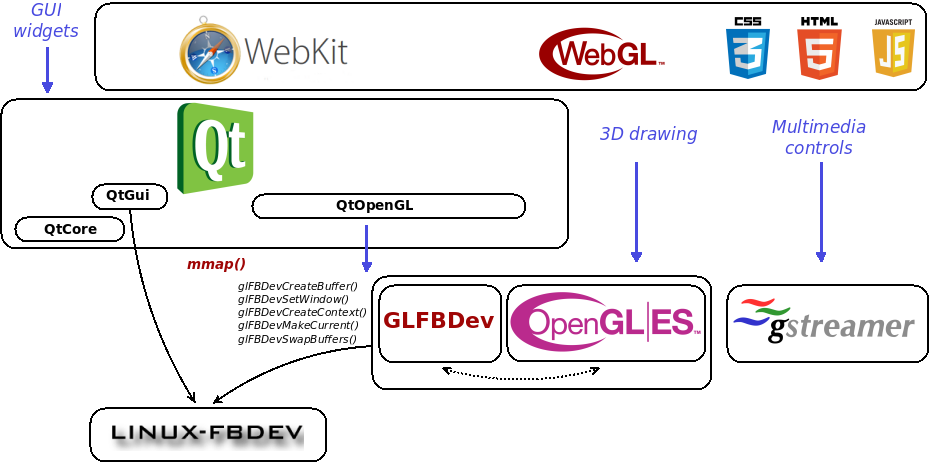 GUI
widgets
WebKit
WebGL™
CSS
3
HTML
5
JAVASCRIPT
JS
Qt
3D drawing
Multimedia
controls
QtGui
QtOpenGL
QtCore
mmap()
glFBDevCreateBuffer()
glFBDevSetWindow()
glFBDevCreateContext()
glFBDevMakeCurrent()
glFBDevSwapBuffers()
GLFBDev
OpenGL|ES™
gstreamer
LINUX-FBDEV